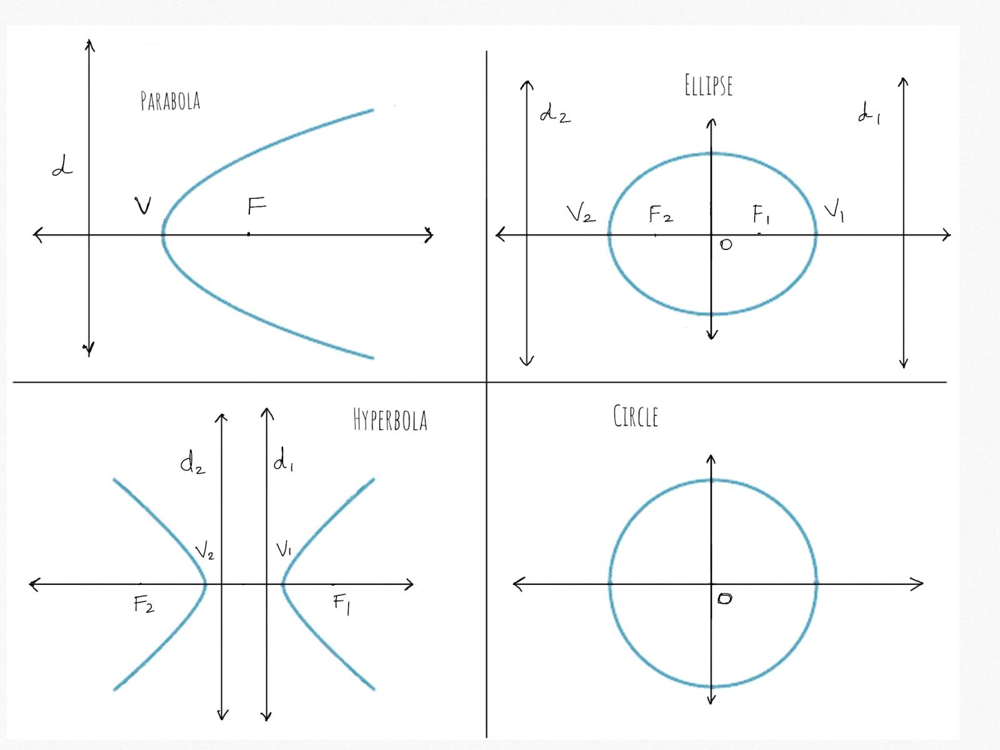 PARABOLA
d
V
F
ELLIPSE
d2
d1
V2
F2
F1
V1
O
HYPERBOLA
d2
d1
V2
V1
F2
F1
CIRCLE
O